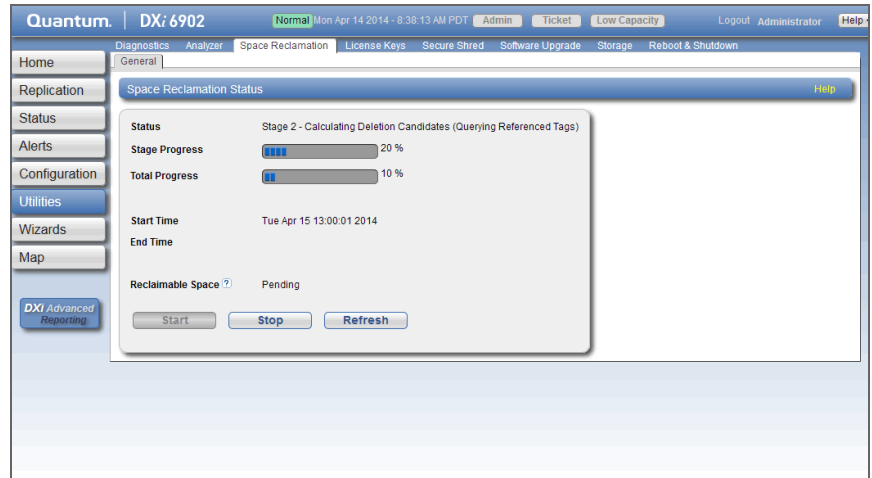 Quantum. DXi 6902 Normal Mon Apr 14 2014 - 8:38:13 AM PDT Admin Ticket Low Capacity Logout Administrator Help
Diagnostics Analyzer Space Reclamation License Keys Secure Shred Software Upgrade Storage Reboot & Shutdown
General
Home
Replication
Status
Alerts
Configuration
Utilities
Wizards
Map
DXi Advanced
Reporting
Space Reclamation Status Help
Status Stage 2 - Calculating Deletion Candidates (Querying Referenced Tags)
Stage Progress 20 %
Total Progress 10 %
Start Time Tue Apr 15 13:00:01 2014
End Time
Reclaimable Space ? Pending
Start Stop Refresh